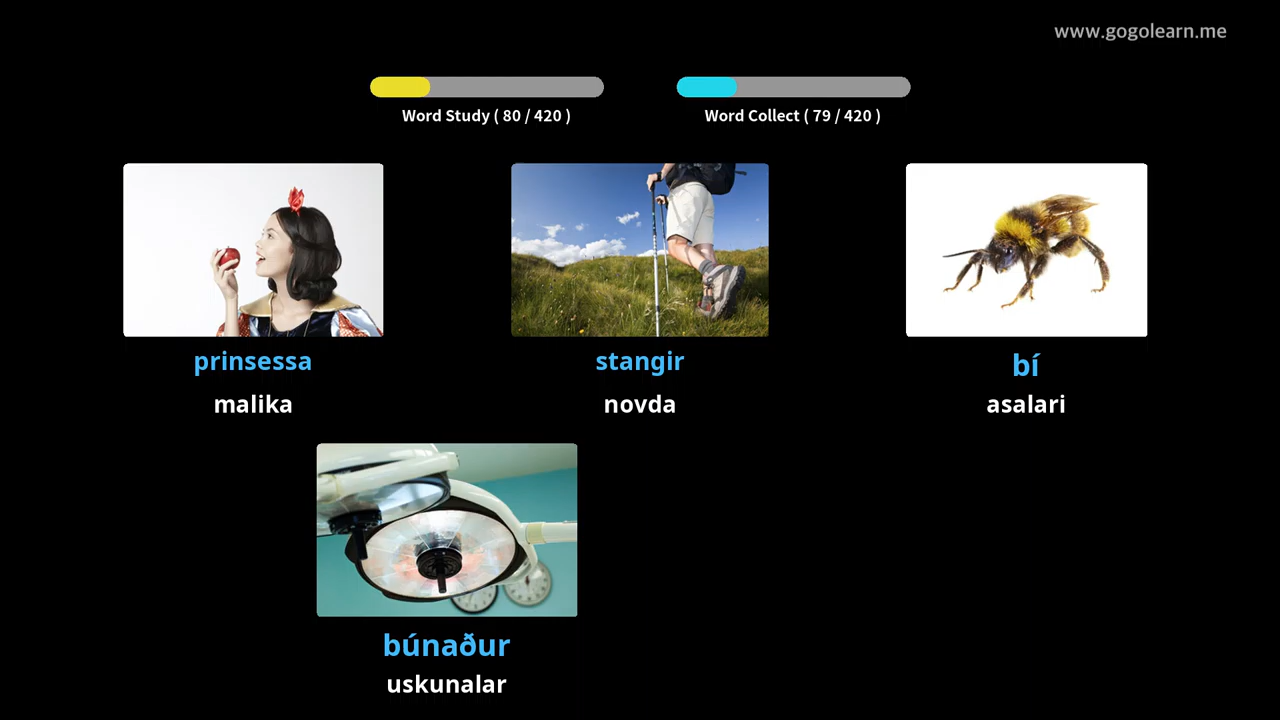 www.gogolearn.me
Word Study ( 80 / 420 )
Word Collect ( 79 / 420 )
prinsessa
malika
stangir
novda
bí
asalari
búnaður
uskunalar